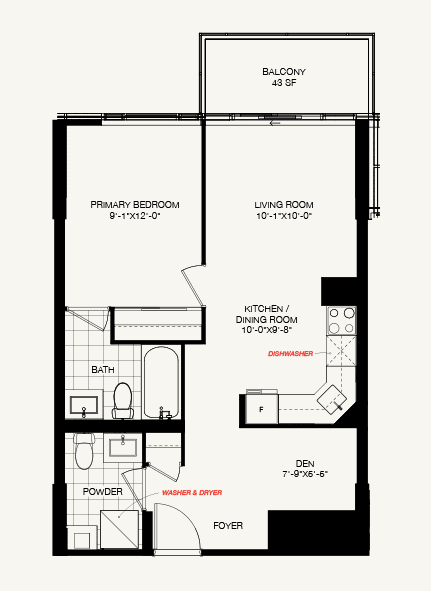 BALCONY
43 SF
PRIMARY BEDROOM
9'-1"X12'-0"
LIVING ROOM
10'-1"X10'-0"
KITCHEN /
DINING ROOM
10'-0"X9'-8"
DISHWASHER
BATH
F
DEN
7'-9"X5'-5"
POWDER
WASHER & DRYER
FOYER